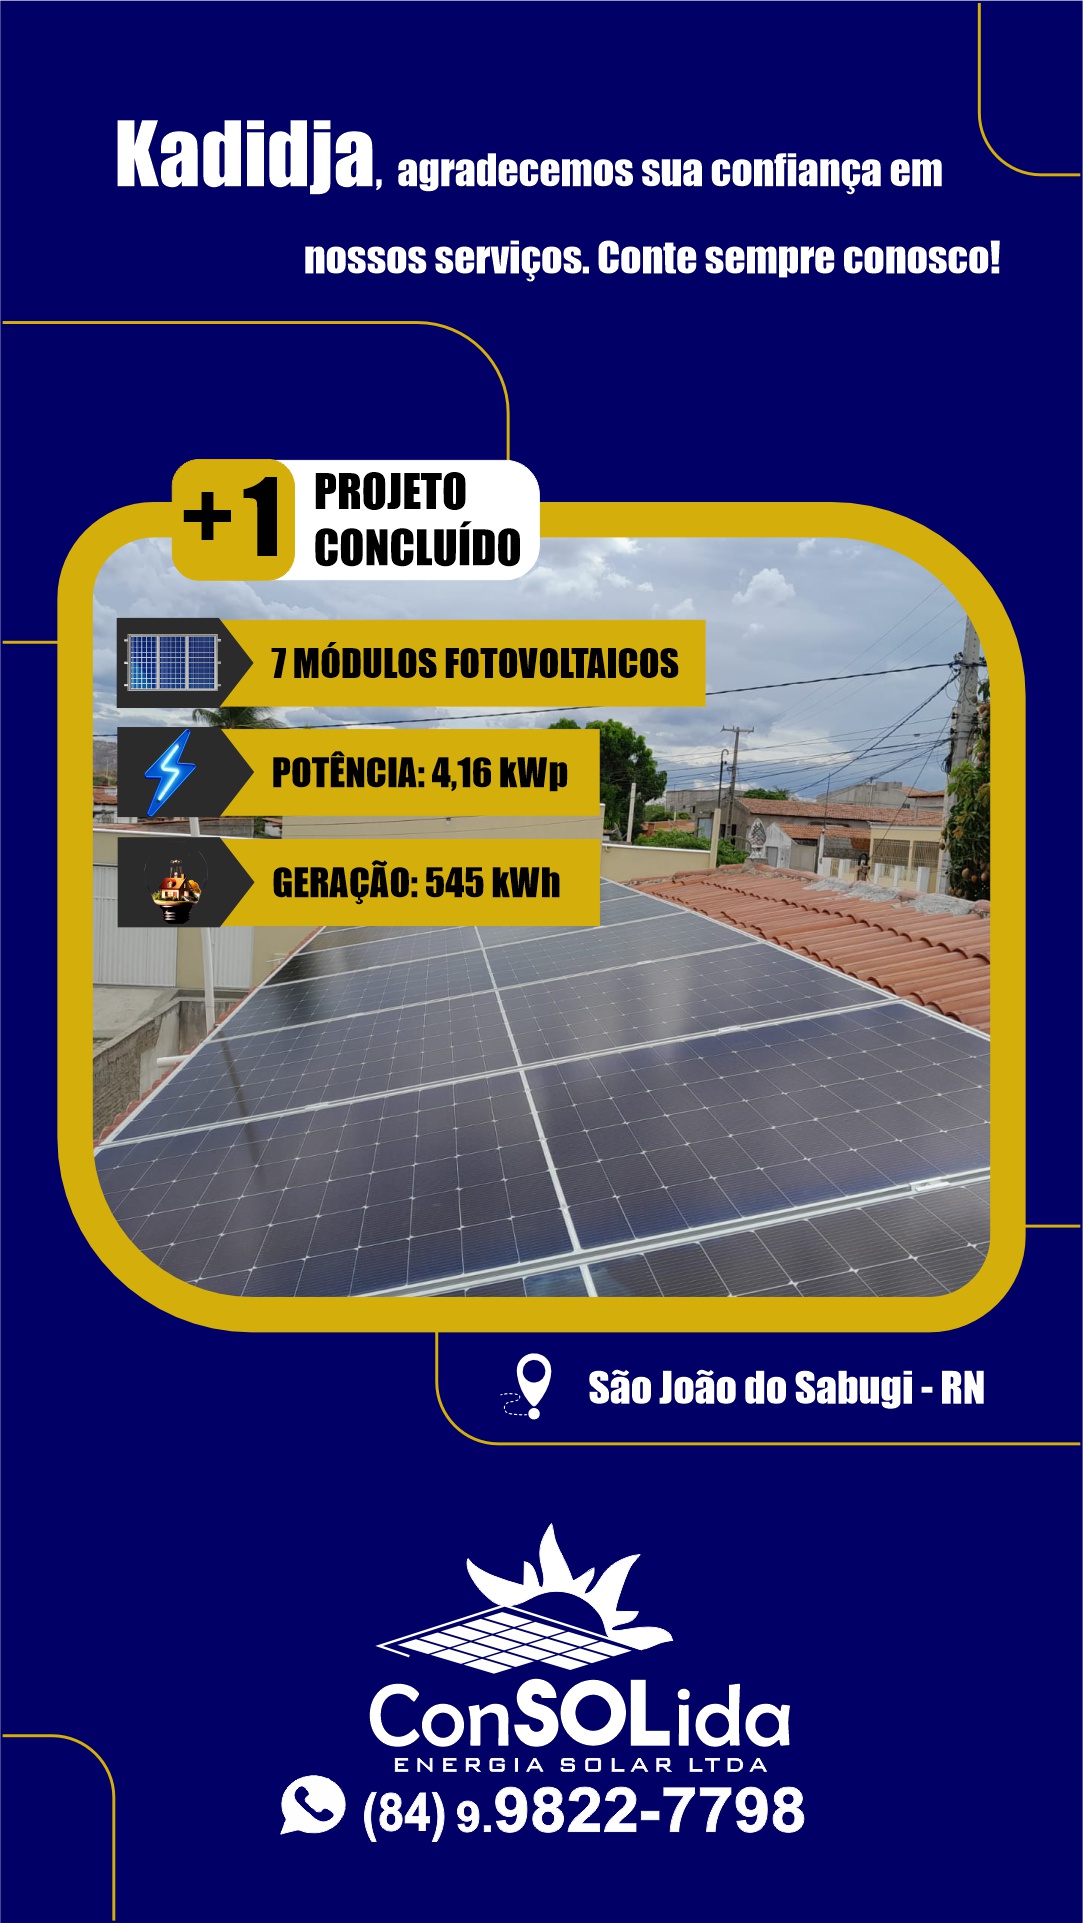 Kadidja, agradecemos sua confiança em
nossos serviços. Conte sempre conosco!
+1 PROJETO
CONCLUÍDO
7 MÓDULOS FOTOVOLTAICOS
POTÊNCIA: 4,16 kWp
GERAÇÃO: 545 kWh
São João do Sabugi - RN
ConSOLida
ENERGIA SOLAR LTDA
(84) 9.9822-7798